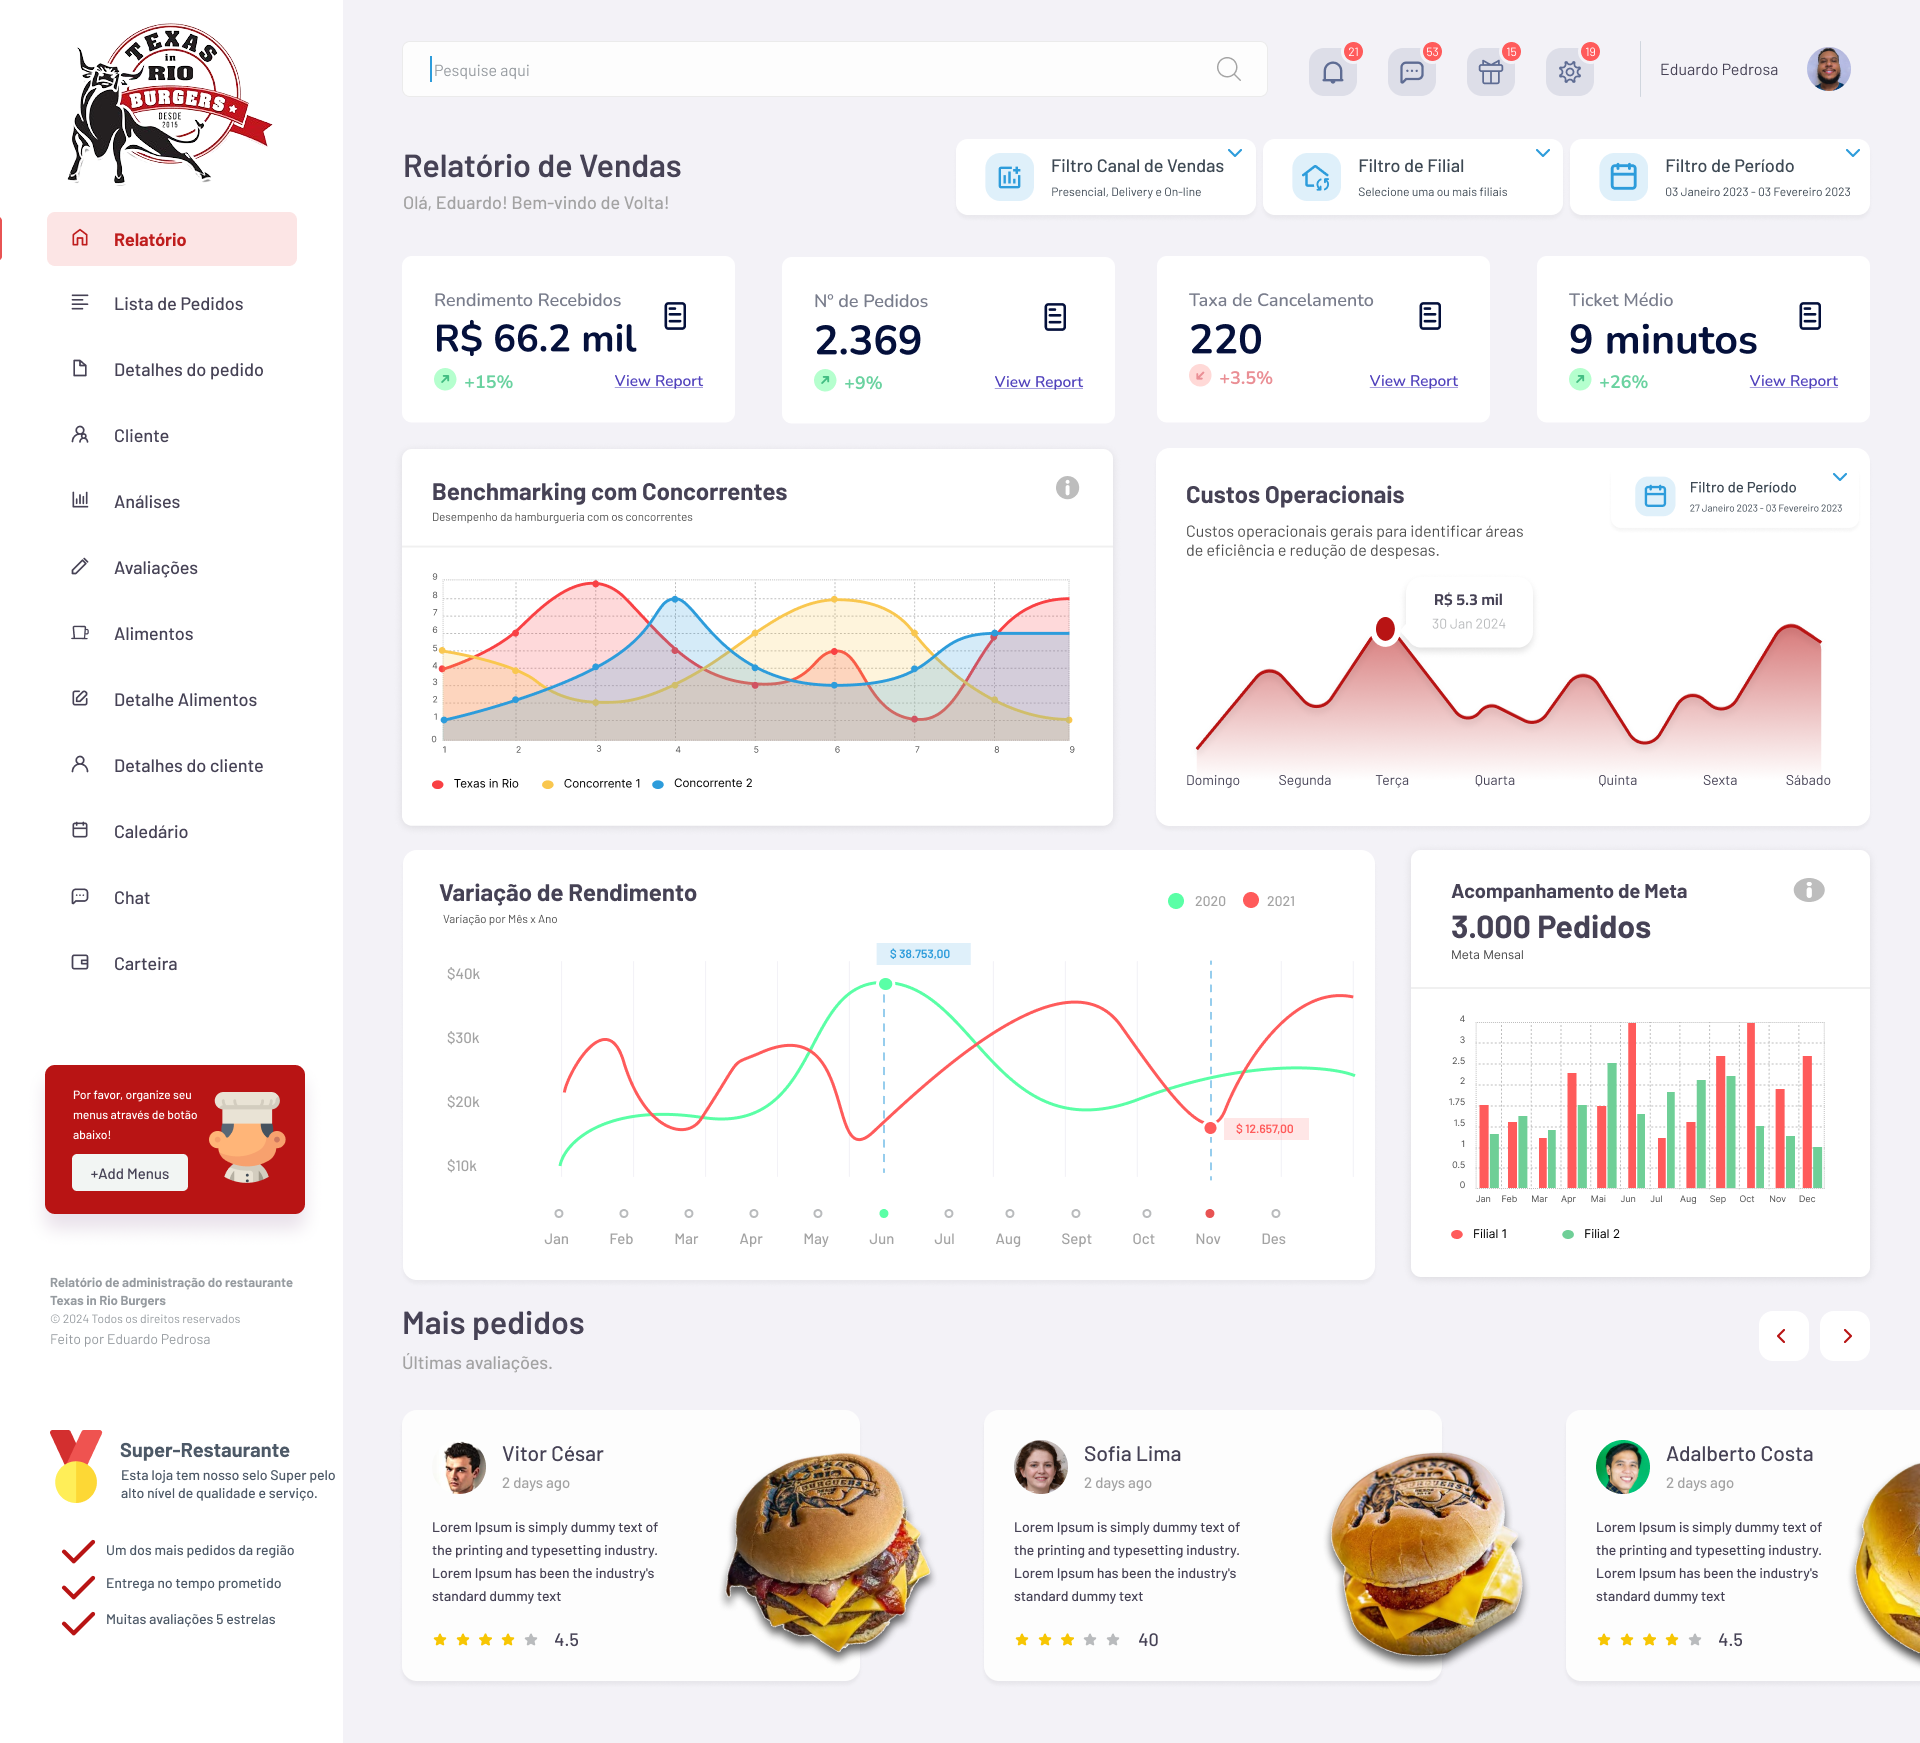 TEXAS
in
RIO
BURGERS
DESDE
2015
Relatório
Lista de Pedidos
Detalhes do pedido
Cliente
Análises
Avaliações
Alimentos
Detalhe Alimentos
Detalhes do cliente
Caledário
Chat
Carteira
Por favor, organize seu
menus através de botão
abaixo!
+Add Menus
Relatório de administração do restaurante
Texas in Rio Burgers
© 2024 Todos os direitos reservados
Feito por Eduardo Pedrosa
Super-Restaurante
Esta loja tem nosso selo Super pelo
alto nível de qualidade e serviço.
Um dos mais pedidos da região
Entrega no tempo prometido
Muitas avaliações 5 estrelas
Pesquise aqui
21
53
15
19
Eduardo Pedrosa
Relatório de Vendas
Olá, Eduardo! Bem-vindo de Volta!
Filtro Canal de Vendas
Presencial, Delivery e On-line
Filtro de Filial
Selecione uma ou mais filiais
Filtro de Período
03 Janeiro 2023 - 03 Fevereiro 2023
Rendimento Recebidos
R$ 66.2 mil
+15%
View Report
Nº de Pedidos
2.369
+9%
View Report
Taxa de Cancelamento
220
+3.5%
View Report
Ticket Médio
9 minutos
+26%
View Report
Benchmarking com Concorrentes
Desempenho da hamburgueria com os concorrentes
9
8
7
6
5
4
3
2
1
0
1 2 3 4 5 6 7 8 9
Texas in Rio Concorrente 1 Concorrente 2
Custos Operacionais
Custos operacionais gerais para identificar áreas
de eficiência e redução de despesas.
Filtro de Período
27 Janeiro 2023 - 03 Fevereiro 2023
R$ 5.3 mil
30 Jan 2024
Domingo Segunda Terça Quarta Quinta Sexta Sábado
Variação de Rendimento
Variação por Mês x Ano
2020 2021
$ 38.753,00
$40k
$30k
$20k
$10k
$ 12.657,00
Jan Feb Mar Apr May Jun Jul Aug Sept Oct Nov Des
Acompanhamento de Meta
3.000 Pedidos
Meta Mensal
4
3
2.5
2
1.75
1.5
1
0.5
0
Jan Feb Mar Apr Mai Jun Jul Aug Sep Oct Nov Dec
Filial 1 Filial 2
Mais pedidos
Últimas avaliações.
Vitor César
2 days ago
Lorem Ipsum is simply dummy text of
the printing and typesetting industry.
Lorem Ipsum has been the industry's
standard dummy text
4.5
Sofia Lima
2 days ago
Lorem Ipsum is simply dummy text of
the printing and typesetting industry.
Lorem Ipsum has been the industry's
standard dummy text
40
Adalberto Costa
2 days ago
Lorem Ipsum is simply dummy text of
the printing and typesetting industry.
Lorem Ipsum has been the industry's
standard dummy text
4.5